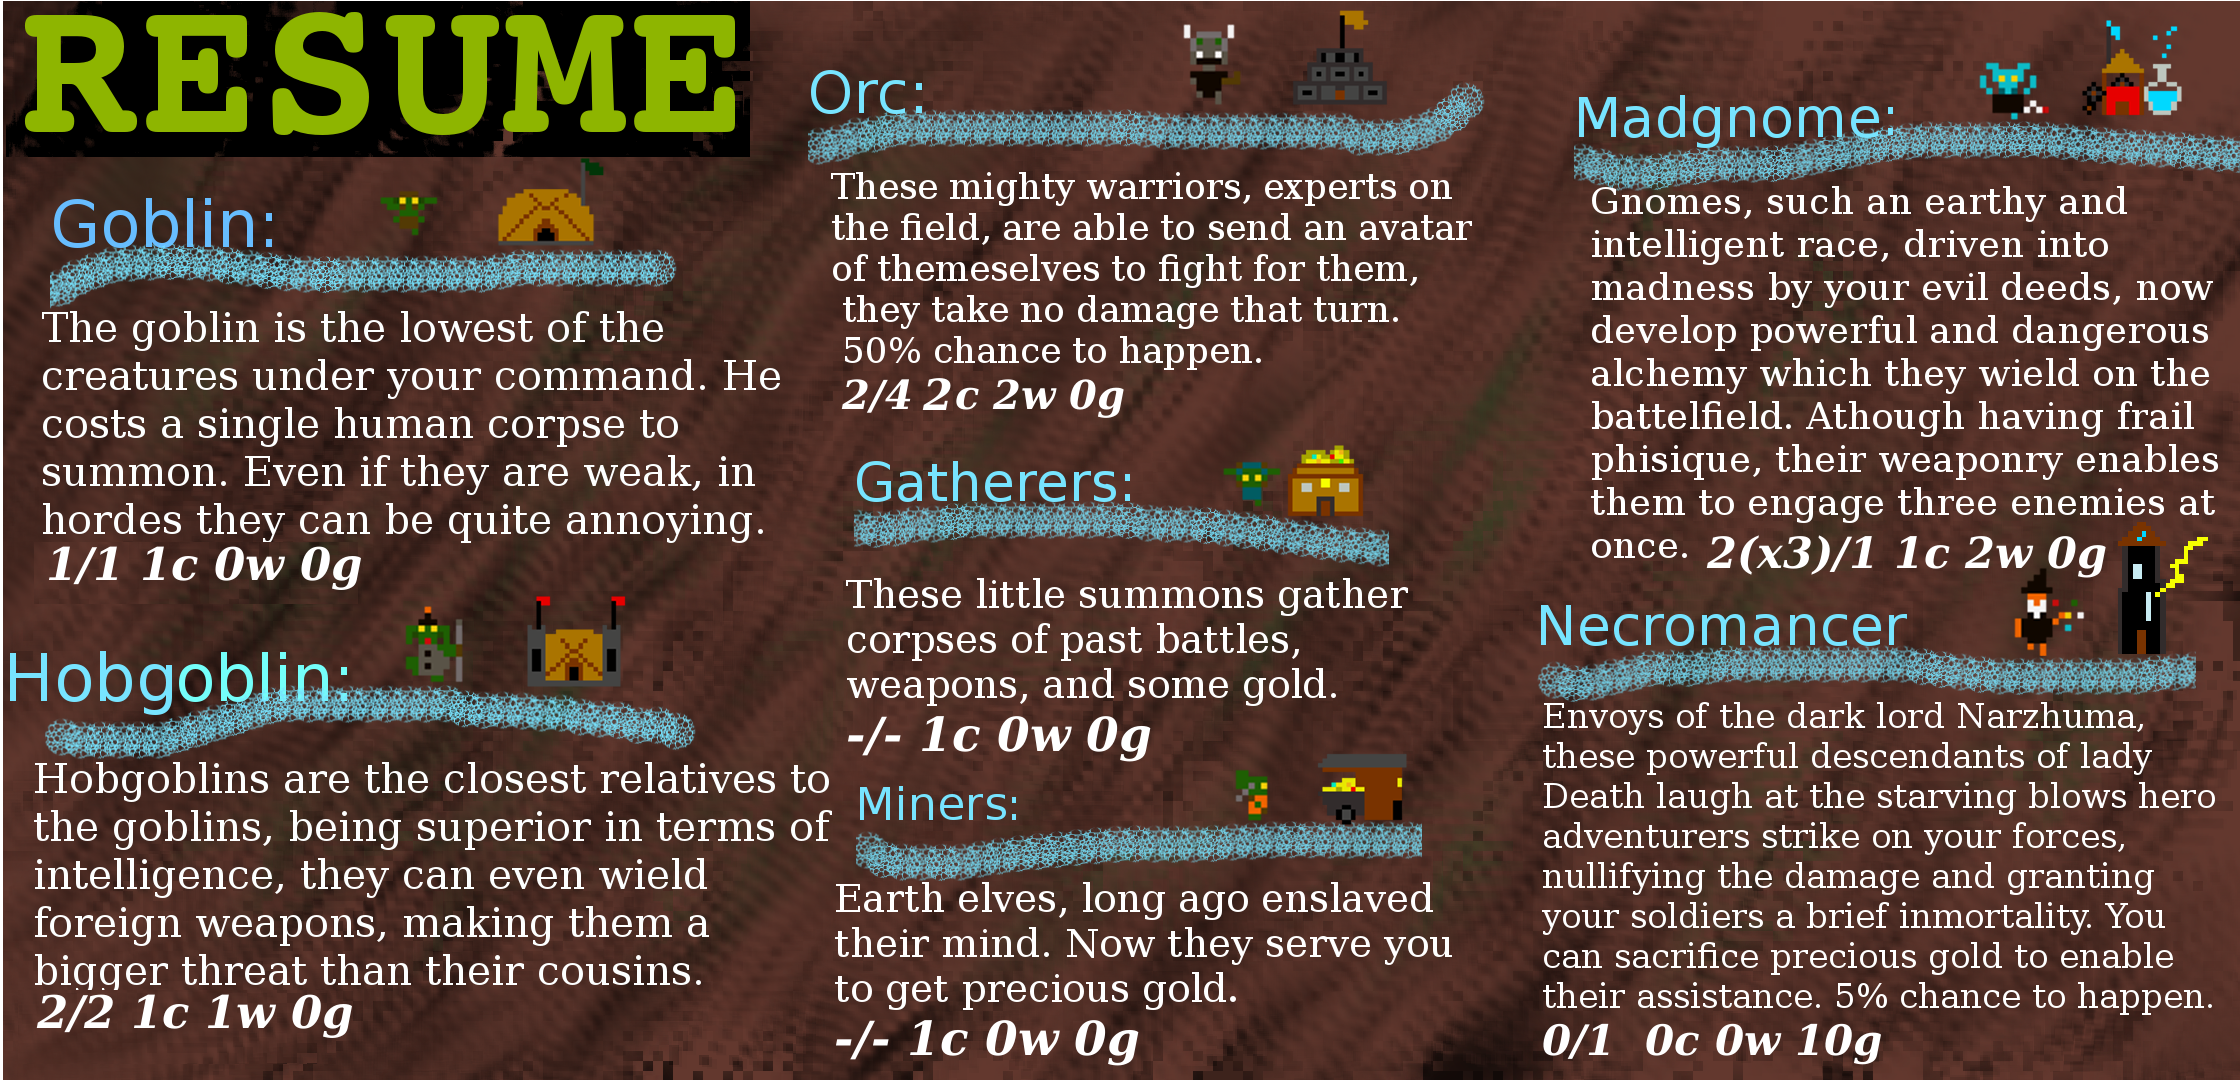 RESUME
Goblin:
The goblin is the lowest of the
creatures under your command. He
costs a single human corpse to
summon. Even if they are weak, in
hordes they can be quite annoying.
1/1 1c 0w 0g
Hobgoblin:
Hobgoblins are the closest relatives to
the goblins, being superior in terms of
intelligence, they can even wield
foreign weapons, making them a
bigger threat than their cousins.
2/2 1c 1w 0g
Orc:
These mighty warriors, experts on
the field, are able to send an avatar
of themeselves to fight for them,
they take no damage that turn.
50% chance to happen.
2/4 2c 2w 0g
Gatherers:
These little summons gather
corpses of past battles,
weapons, and some gold.
-/- 1c 0w 0g
Miners:
Earth elves, long ago enslaved
their mind. Now they serve you
to get precious gold.
-/- 1c 0w 0g
Madgnome:
Gnomes, such an earthy and
intelligent race, driven into
madness by your evil deeds, now
develop powerful and dangerous
alchemy which they wield on the
battelfield. Athough having frail
phisique, their weaponry enables
them to engage three enemies at
once. 2(x3)/1 1c 2w 0g
Necromancer
Envoys of the dark lord Narzhuma,
these powerful descendants of lady
Death laugh at the starving blows hero
adventurers strike on your forces,
nullifying the damage and granting
your soldiers a brief inmortality. You
can sacrifice precious gold to enable
their assistance. 5% chance to happen.
0/1 0c 0w 10g